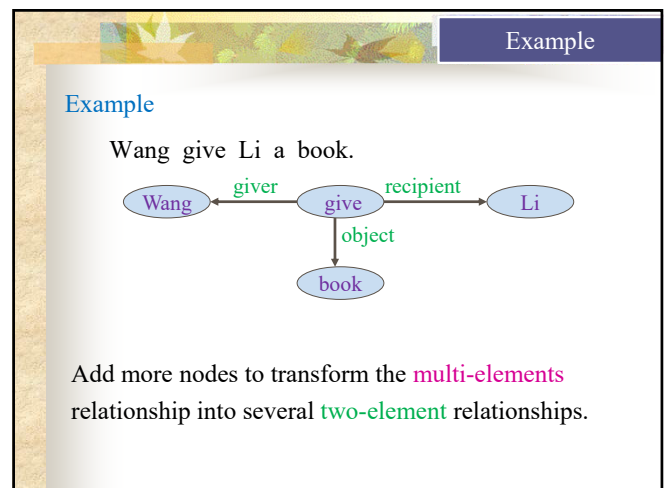 Example
Example
Wang give Li a book.
giver
recipient
Wang
give
Li
object
book
Add more nodes to transform the multi-elements
relationship into several two-element relationships.